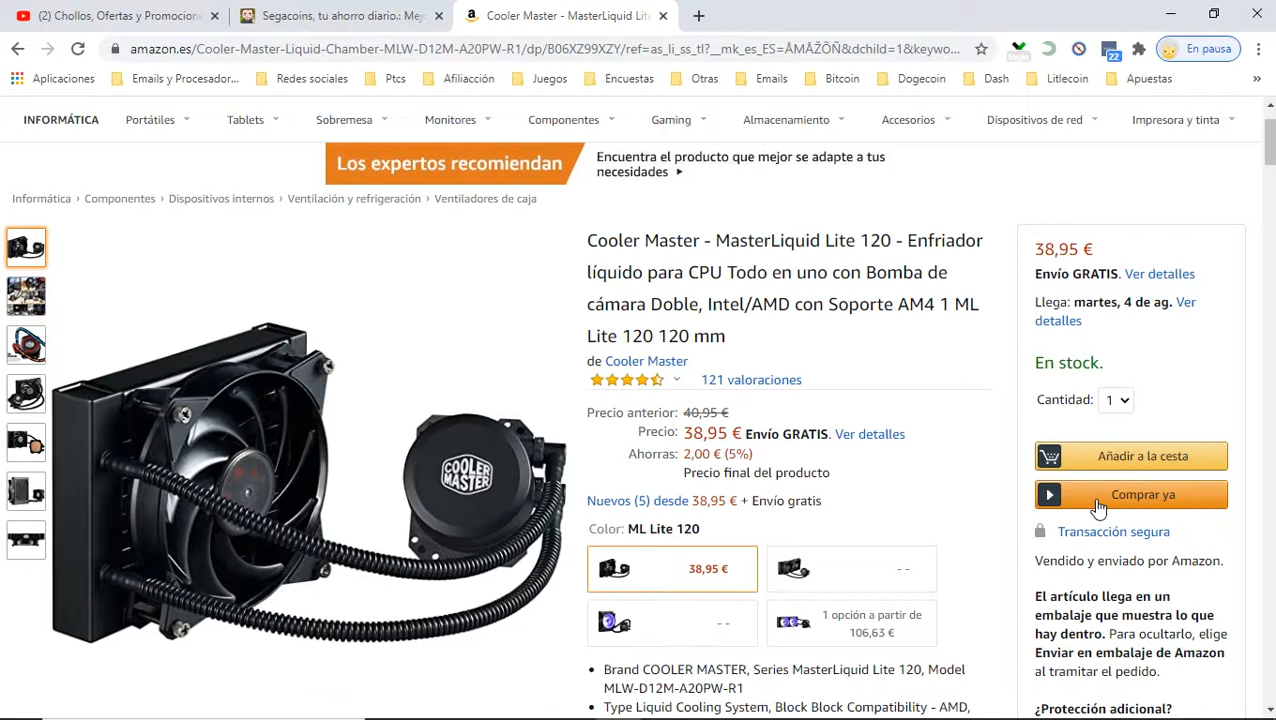 (2) Chollos, Ofertas y Promocione
Segacoins, tu ahorro diario.: Mej
Cooler Master - MasterLiquid Lite
amazon.es/Cooler-Master-Liquid-Chamber-MLW-D12M-A20PW-R1/dp/B06XZ99XZY/ref=as_li_ss_tl?__mk_es_ES=ÅMÅŽÕÑ&dchild=1&keywo...
22
En pausa
Aplicaciones
Emails y Procesador...
Redes sociales
Ptcs
Afiliacción
Juegos
Encuestas
Otras
Emails
Bitcoin
Dogecoin
Dash
Litlecoin
Apuestas
»
INFORMÁTICA
Portátiles
Tablets
Sobremesa
Monitores
Componentes
Gaming
Almacenamiento
Accesorios
Dispositivos de red
Impresora y tinta
Los expertos recomiendan
Encuentra el producto que mejor se adapte a tus
necesidades
Informática › Componentes › Dispositivos internos › Ventilación y refrigeración › Ventiladores de caja
Cooler Master - MasterLiquid Lite 120 - Enfriador
líquido para CPU Todo en uno con Bomba de
cámara Doble, Intel/AMD con Soporte AM4 1 ML
Lite 120 120 mm
de Cooler Master
121 valoraciones
Precio anterior: 40,95 €
Precio: 38,95 € Envío GRATIS. Ver detalles
Ahorras: 2,00 € (5%)
Precio final del producto
Nuevos (5) desde 38,95 € + Envío gratis
Color: ML Lite 120
38,95 €
- -
- -
1 opción a partir de
106,63 €
• Brand COOLER MASTER, Series MasterLiquid Lite 120, Model
MLW-D12M-A20PW-R1
• Type Liquid Cooling System, Block Block Compatibility - AMD,
COOLER
MASTER
38,95 €
Envío GRATIS. Ver detalles
Llega: martes, 4 de ag. Ver
detalles
En stock.
Cantidad: 1
Añadir a la cesta
Comprar ya
Transacción segura
Vendido y enviado por Amazon.
El artículo llega en un
embalaje que muestra lo que
hay dentro. Para ocultarlo, elige
Enviar en embalaje de Amazon
al tramitar el pedido.
¿Protección adicional?